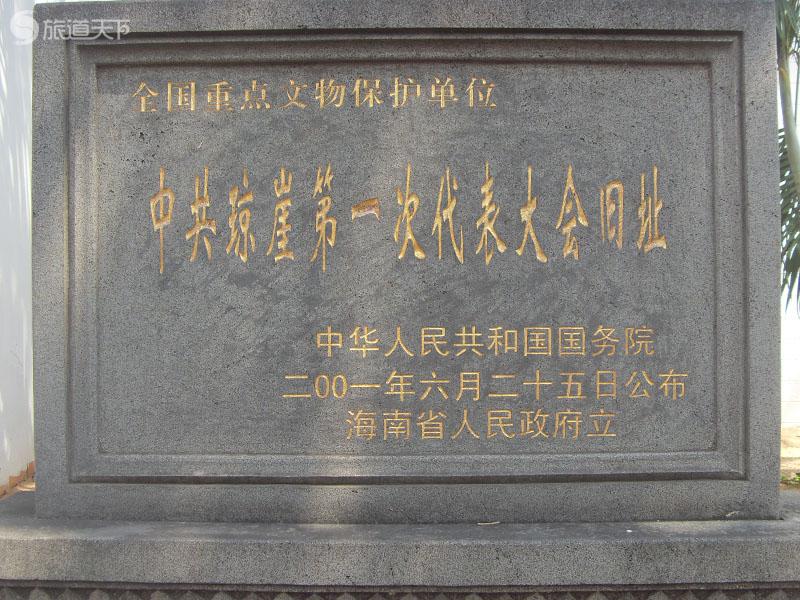 旅道天下
全国重点文物保护单位
中共琼崖第一次代表大会旧址
中华人民共和国国务院
二00一年六月二十五日公布
海南省人民政府立